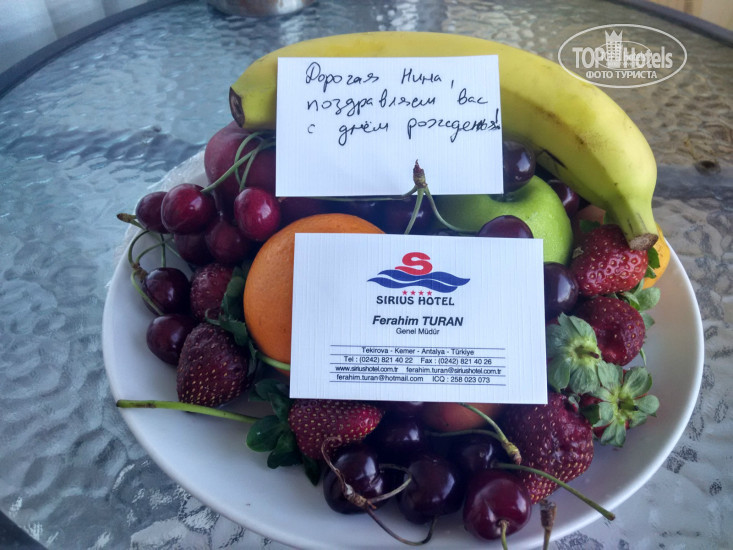 TOP Hotels
ФОТО ТУРИСТА
Дорогая Нина,
поздравляем вас
с днём рожденья!
S
SIRIUS HOTEL
Ferahim TURAN
Genel Müdür
Tekirova - Kemer - Antalya - Türkiye
Tel : (0242) 821 40 22 Fax : (0242) 821 40 26
www.siriushotel.com.tr ferahim.turan@siriushotel.com.tr
ferahim.turan@hotmail.com ICQ : 258 023 073